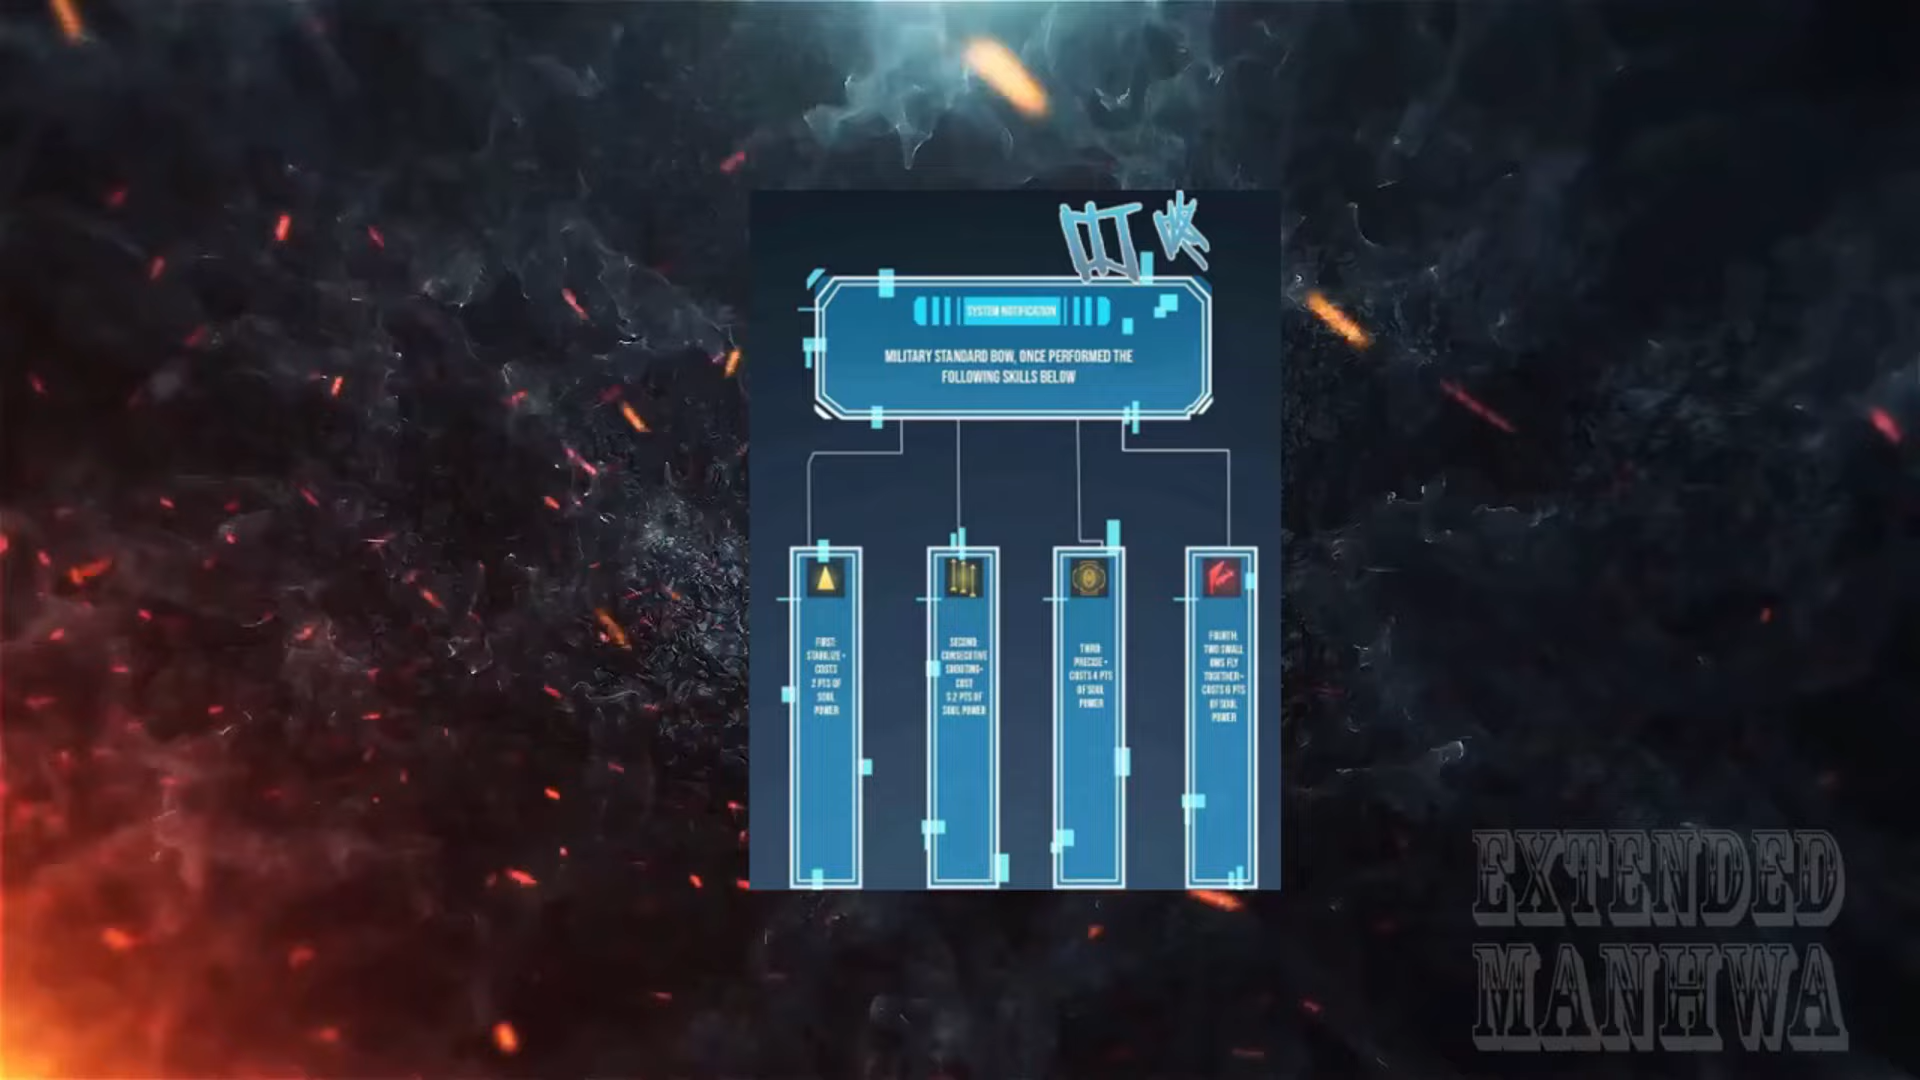 SYSTEM NOTIFICATION
MILITARY STANDARD BOW, ONCE PERFORMED THE
FOLLOWING SKILLS BELOW
FIRST:
STABILIZE-
COSTS
2 PTS OF
SOUL
POWER
SECOND:
CONSECUTIVE
SHOOTING-
COST
2 PTS OF
SOUL POWER
THIRD:
PRECISE-
COSTS 4 PTS
OF SOUL
POWER
FOURTH:
TWO SMALL
FLY
TOGETHER-
COSTS 6 PTS
OF SOUL
POWER
EXTENDED
MANHWA